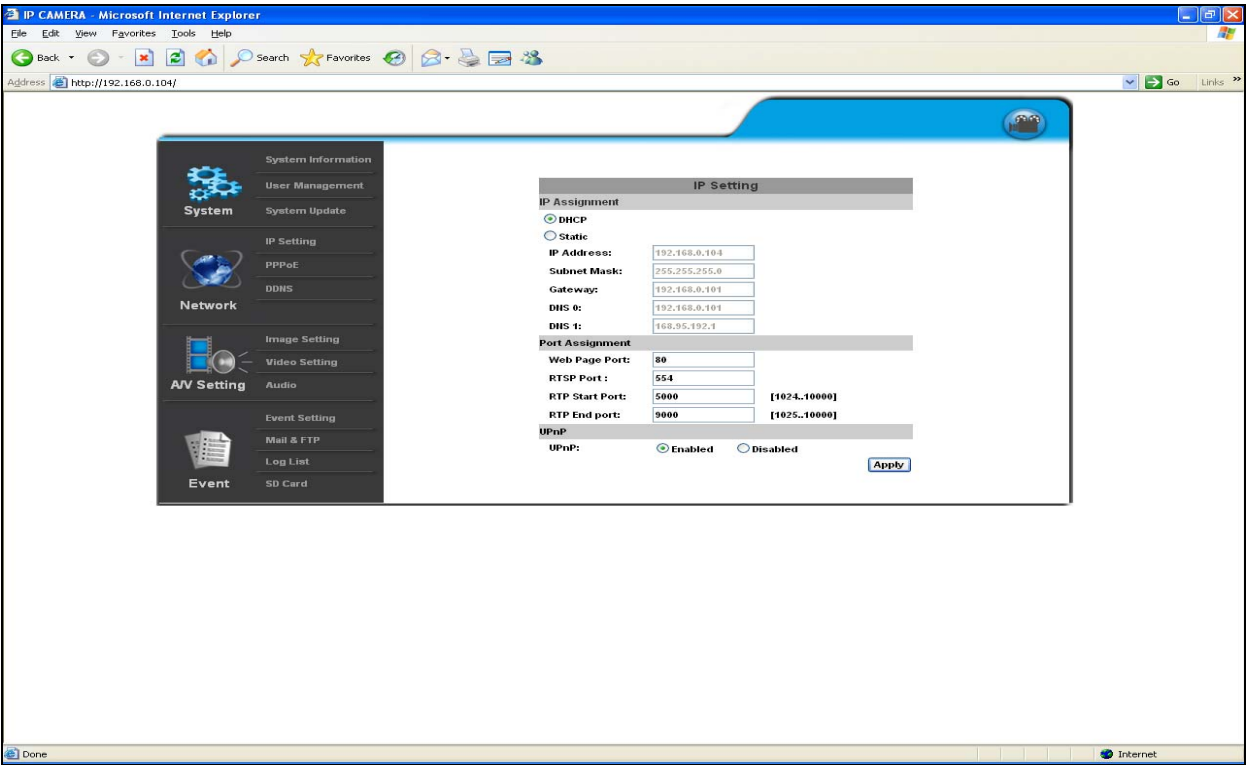 IP CAMERA - Microsoft Internet Explorer
File Edit View Favorites Tools Help
Back Search Favorites
Address http://192.168.0.104/ Go Links »
System Information
User Management
System System Update
IP Setting
PPPoE
DDNS
Network
Image Setting
Video Setting
A/V Setting Audio
Event Setting
Mail & FTP
Log List
Event SD Card
IP Setting
IP Assignment
DHCP
Static
IP Address: 192.168.0.104
Subnet Mask: 255.255.255.0
Gateway: 192.168.0.101
DNS 0: 192.168.0.101
DNS 1: 168.95.192.1
Port Assignment
Web Page Port: 80
RTSP Port : 554
RTP Start Port: 5000 [1024..10000]
RTP End port: 9000 [1025..10000]
UPnP
UPnP: Enabled Disabled
Apply
Done Internet